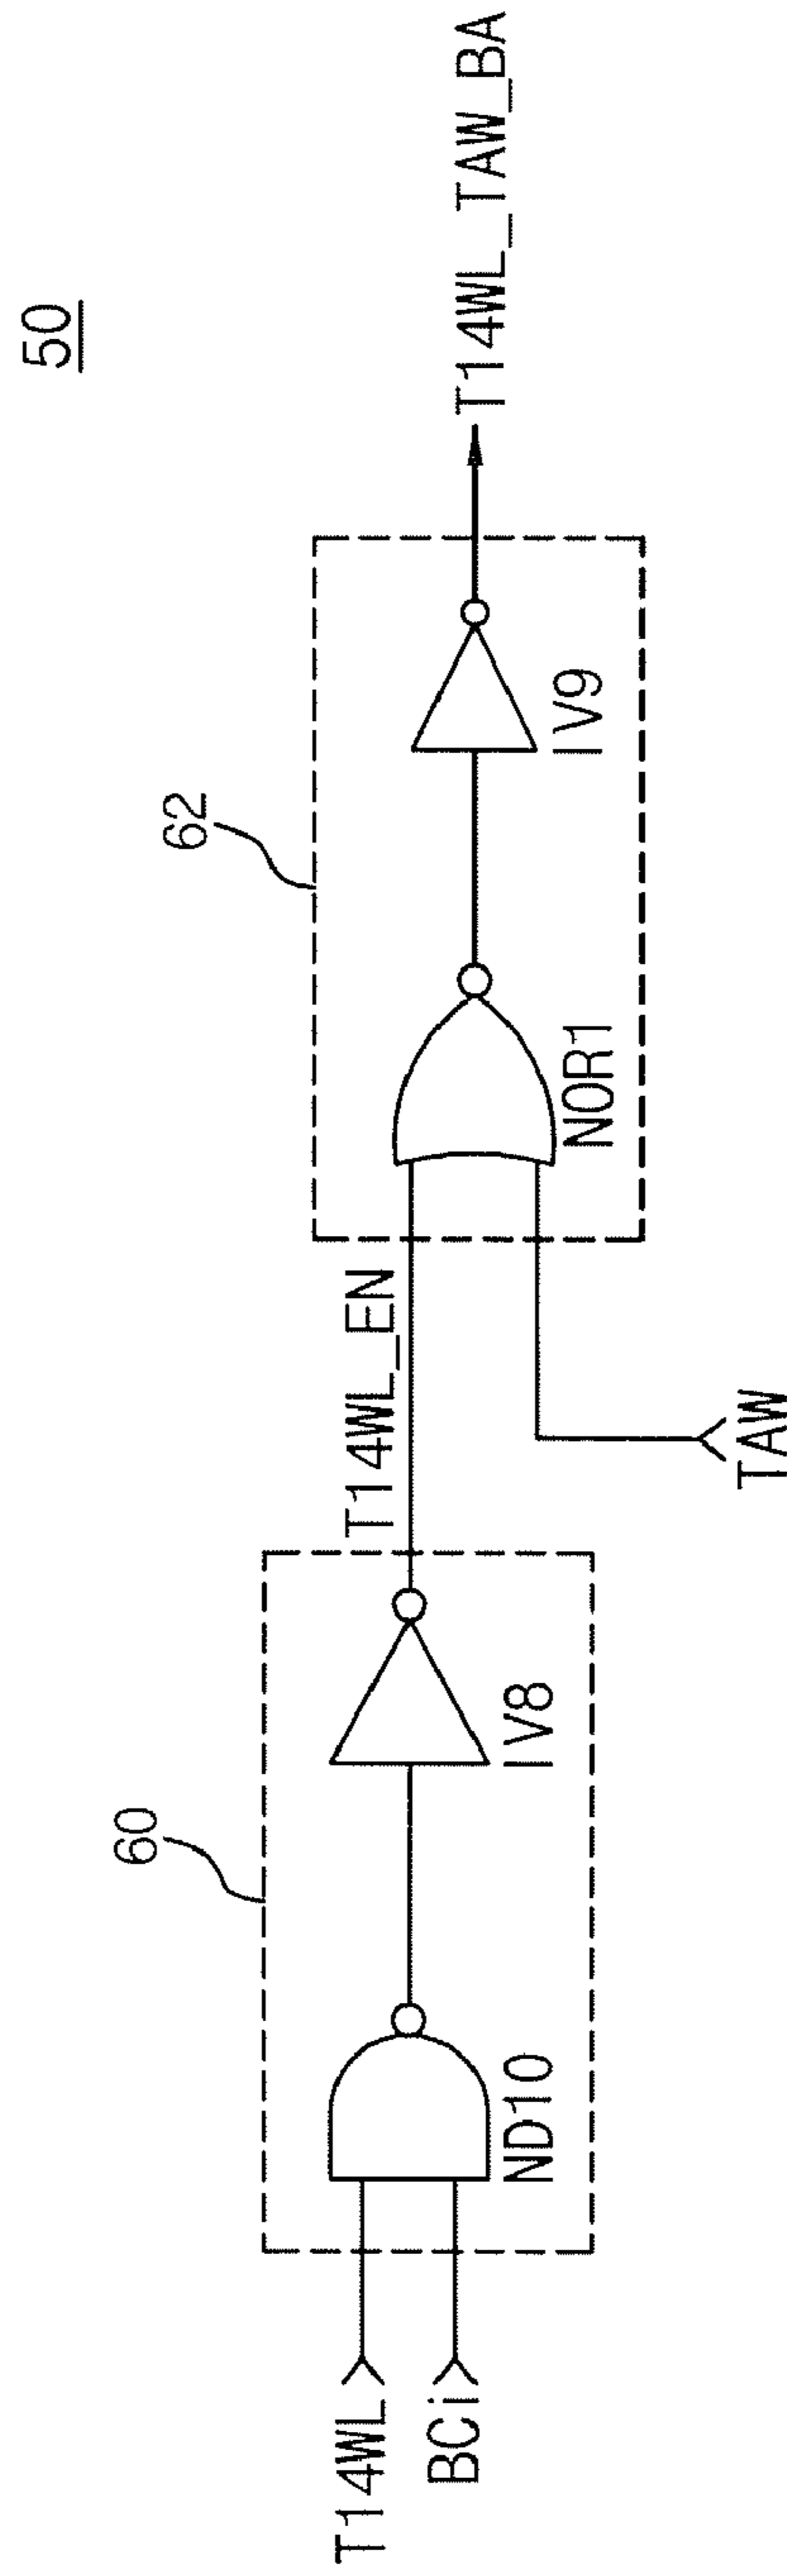 50
60
62
T14WL
BCi
ND10
IV8
T14WL_EN
TAW
NOR1
IV9
T14WL_TAW_BA